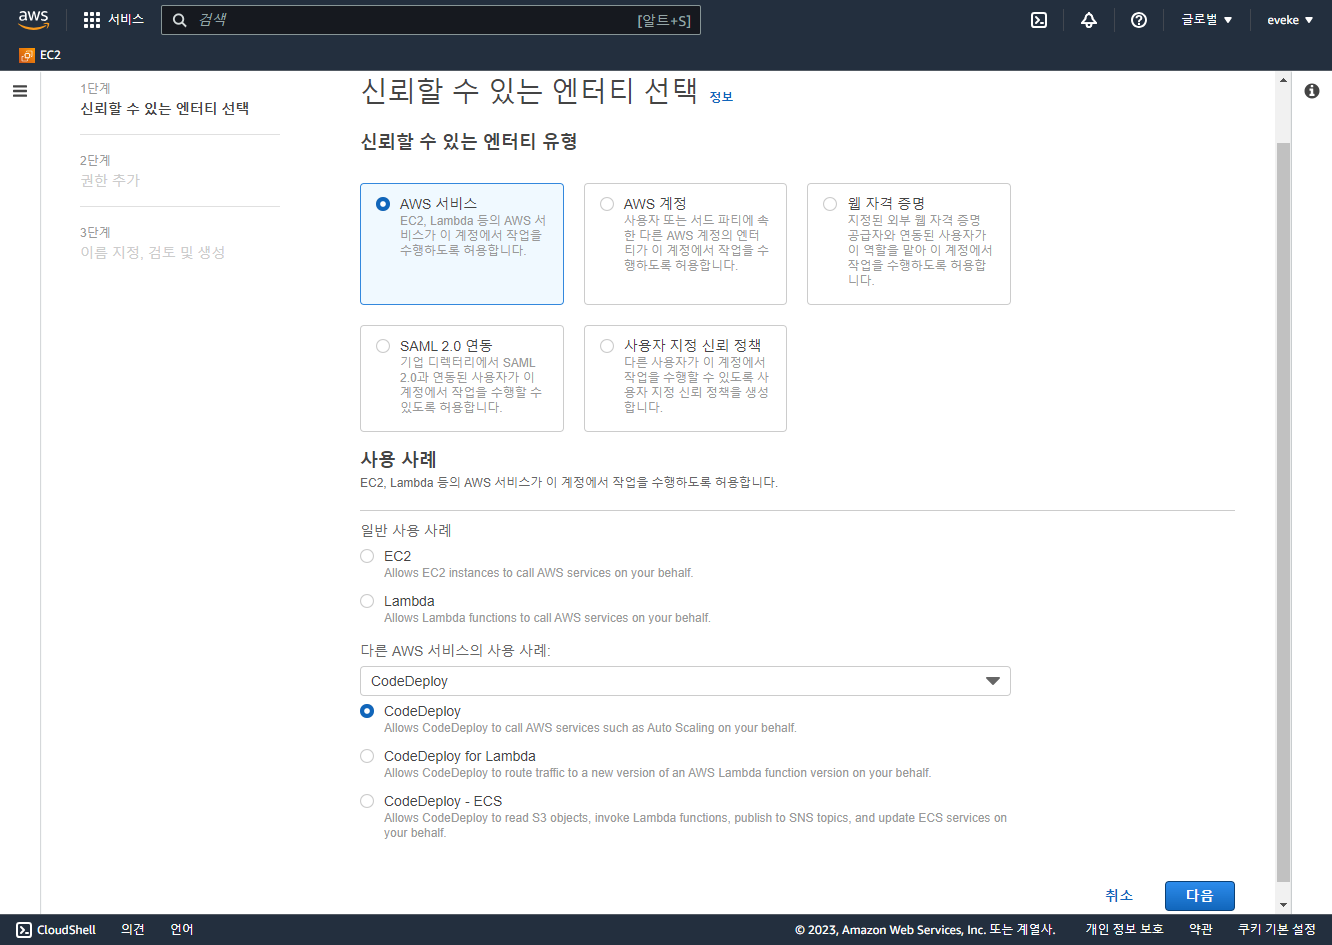 aws
서비스
검색
[알트+S]
글로벌
eveke
EC2
1단계
신뢰할 수 있는 엔터티 선택
2단계
권한 추가
3단계
이름 지정, 검토 및 생성
신뢰할 수 있는 엔터티 선택 정보
신뢰할 수 있는 엔터티 유형
AWS 서비스
EC2, Lambda 등의 AWS 서
비스가 이 계정에서 작업을
수행하도록 허용합니다.
AWS 계정
사용자 또는 서드 파티에 속
한 다른 AWS 계정의 엔터
티가 이 계정에서 작업을 수
행하도록 허용합니다.
웹 자격 증명
지정된 외부 웹 자격 증명
공급자와 연동된 사용자가
이 역할을 맡아 이 계정에서
작업을 수행하도록 허용합
니다.
SAML 2.0 연동
기업 디렉터리에서 SAML
2.0과 연동된 사용자가 이
계정에서 작업을 수행할 수
있도록 허용합니다.
사용자 지정 신뢰 정책
다른 사용자가 이 계정에서
작업을 수행할 수 있도록 사
용자 지정 신뢰 정책을 생성
합니다.
사용 사례
EC2, Lambda 등의 AWS 서비스가 이 계정에서 작업을 수행하도록 허용합니다.
일반 사용 사례
EC2
Allows EC2 instances to call AWS services on your behalf.
Lambda
Allows Lambda functions to call AWS services on your behalf.
다른 AWS 서비스의 사용 사례:
CodeDeploy
CodeDeploy
Allows CodeDeploy to call AWS services such as Auto Scaling on your behalf.
CodeDeploy for Lambda
Allows CodeDeploy to route traffic to a new version of an AWS Lambda function version on your behalf.
CodeDeploy - ECS
Allows CodeDeploy to read S3 objects, invoke Lambda functions, publish to SNS topics, and update ECS services on
your behalf.
취소
다음
CloudShell
의견
언어
© 2023, Amazon Web Services, Inc. 또는 계열사.
개인 정보 보호
약관
쿠키 기본 설정